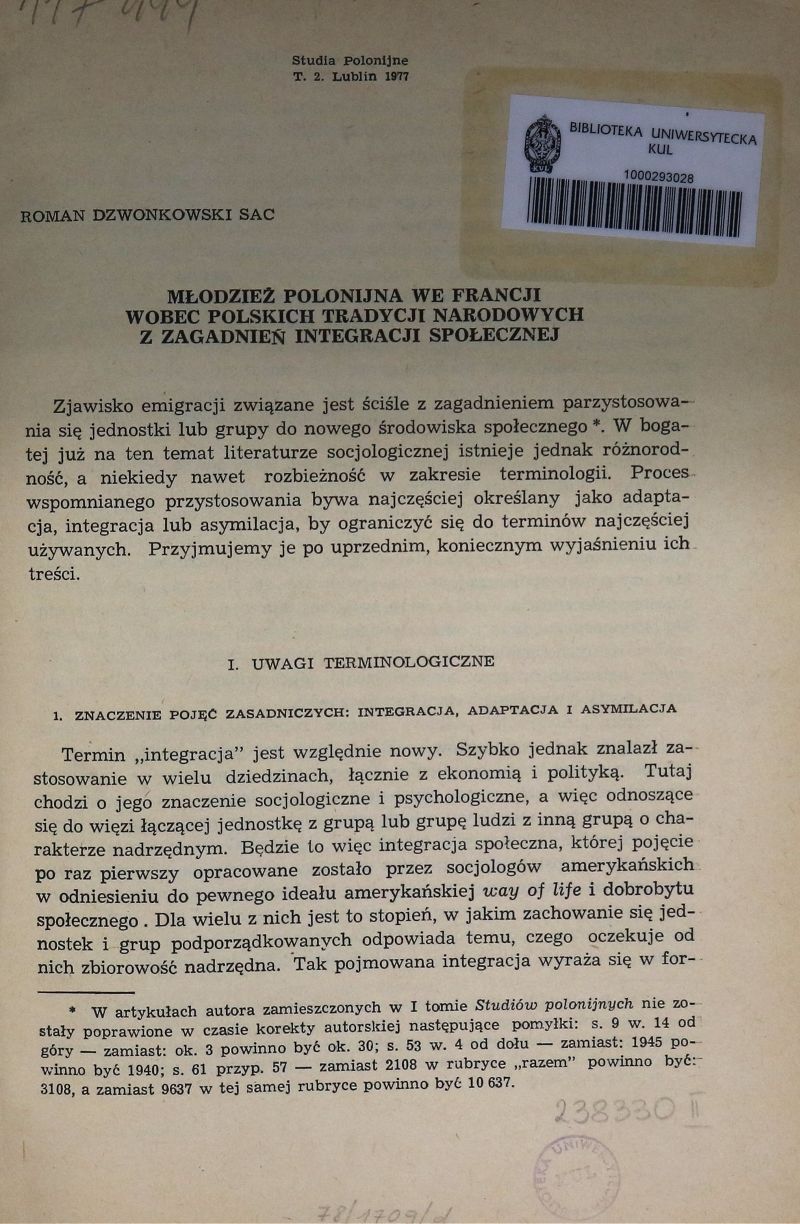 Studia Polonijne
T. 2. Lublin 1977
BIBLIOTEKA UNIWERSYTECKA
KUL
1000293028
ROMAN DZWONKOWSKI SAC
MŁODZIEŻ POLONIJNA WE FRANCJI
WOBEC POLSKICH TRADYCJI NARODOWYCH
Z ZAGADNIEŃ INTEGRACJI SPOŁECZNEJ
Zjawisko emigracji związane jest ściśle z zagadnieniem parzystosowa-
nia się jednostki lub grupy do nowego środowiska społecznego *. W boga-
tej już na ten temat literaturze socjologicznej istnieje jednak różnorod-
ność, a niekiedy nawet rozbieżność w zakresie terminologii. Proces
wspomnianego przystosowania bywa najczęściej określany jako adapta-
cja, integracja lub asymilacja, by ograniczyć się do terminów najczęściej
używanych. Przyjmujemy je po uprzednim, koniecznym wyjaśnieniu ich
treści.
I. UWAGI TERMINOLOGICZNE
1. ZNACZENIE POJĘĆ ZASADNICZYCH: INTEGRACJA, ADAPTACJA I ASYMILACJA
Termin „integracja” jest względnie nowy. Szybko jednak znalazł za-
stosowanie w wielu dziedzinach, łącznie z ekonomią i polityką. Tutaj
chodzi o jego znaczenie socjologiczne i psychologiczne, a więc odnoszące
się do więzi łączącej jednostkę z grupą lub grupę ludzi z inną grupą o cha-
rakterze nadrzędnym. Będzie to więc integracja społeczna, której pojęcie
po raz pierwszy opracowane zostało przez socjologów amerykańskich
w odniesieniu do pewnego ideału amerykańskiej way of life i dobrobytu
społecznego . Dla wielu z nich jest to stopień, w jakim zachowanie się jed-
nostek i grup podporządkowanych odpowiada temu, czego oczekuje od
nich zbiorowość nadrzędna. Tak pojmowana integracja wyraża się w for-
* W artykułach autora zamieszczonych w I tomie Studiów polonijnych nie zo-
stały poprawione w czasie korekty autorskiej następujące pomyłki: s. 9 w. 14 od
góry — zamiast: ok. 3 powinno być ok. 30; s. 53 w. 4 od dołu — zamiast: 1945 po-
winno być 1940; s. 61 przyp. 57 — zamiast 2108 w rubryce „razem” powinno być:
3108, a zamiast 9637 w tej samej rubryce powinno być 10 637.
238330 II
78/1709/d